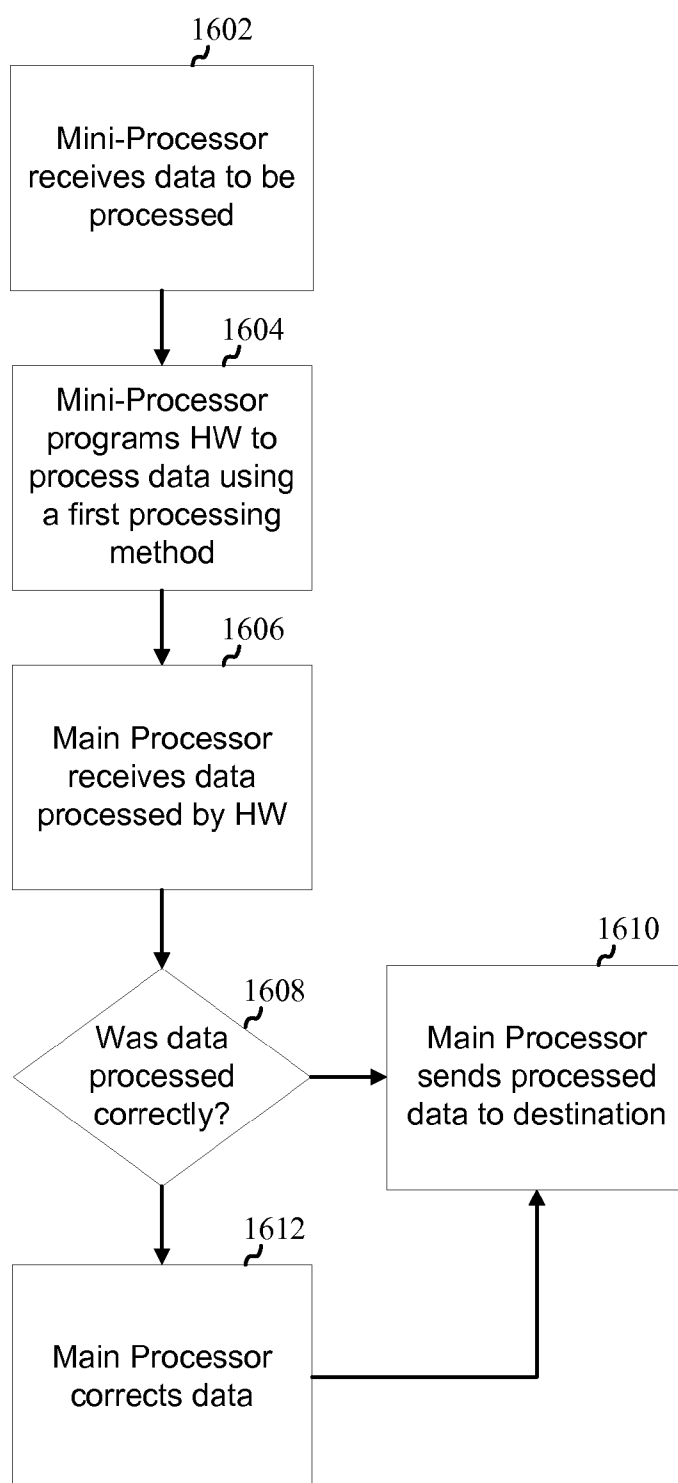 1602
Mini-Processor
receives data to be
processed
1604
Mini-Processor
programs HW to
process data using
a first processing
method
1606
Main Processor
receives data
processed by HW
1608
Was data
processed
correctly?
1610
Main Processor
sends processed
data to destination
1612
Main Processor
corrects data